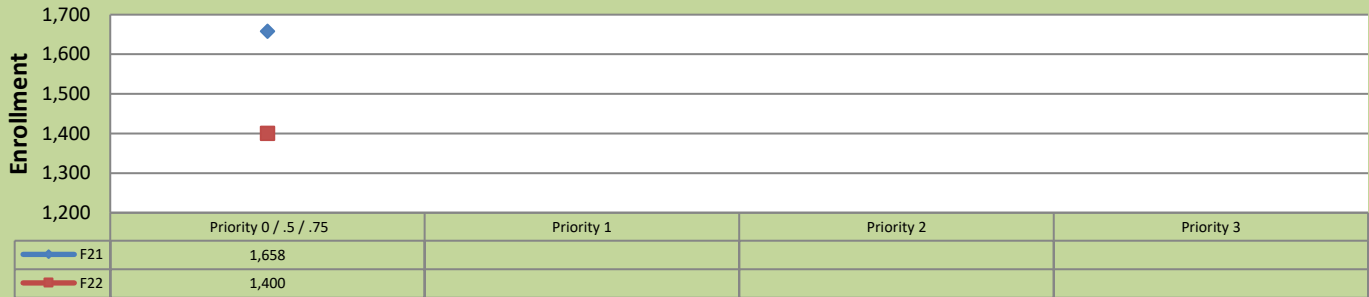 Enrollment
1,700
1,600
1,500
1,400
1,300
1,200
Priority 0 / .5 / .75 Priority 1 Priority 2 Priority 3
F21 1,658
F22 1,400